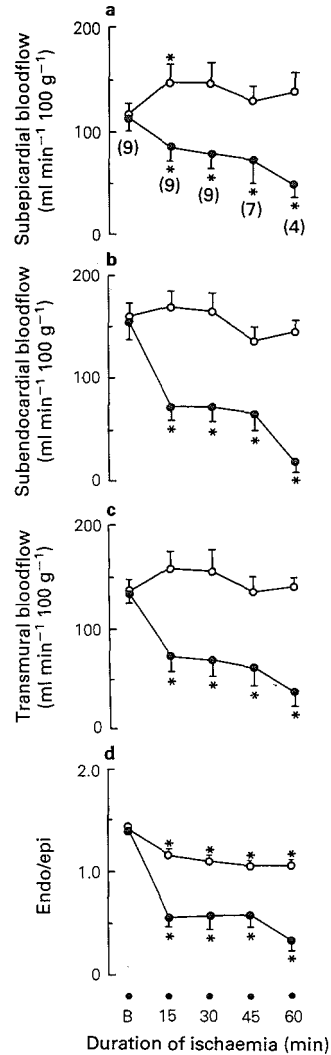 a
Subepicardial bloodflow
(ml min⁻¹ 100 g⁻¹)
200
100
0
*
(9)
*
(9)
*
(9)
*
(7)
*
(4)
b
Subendocardial bloodflow
(ml min⁻¹ 100 g⁻¹)
200
100
0
*
*
*
*
c
Transmural bloodflow
(ml min⁻¹ 100 g⁻¹)
200
100
0
*
*
*
*
d
Endo/epi
2.0
1.0
0
* * * *
* * * *
B 15 30 45 60
Duration of ischaemia (min)